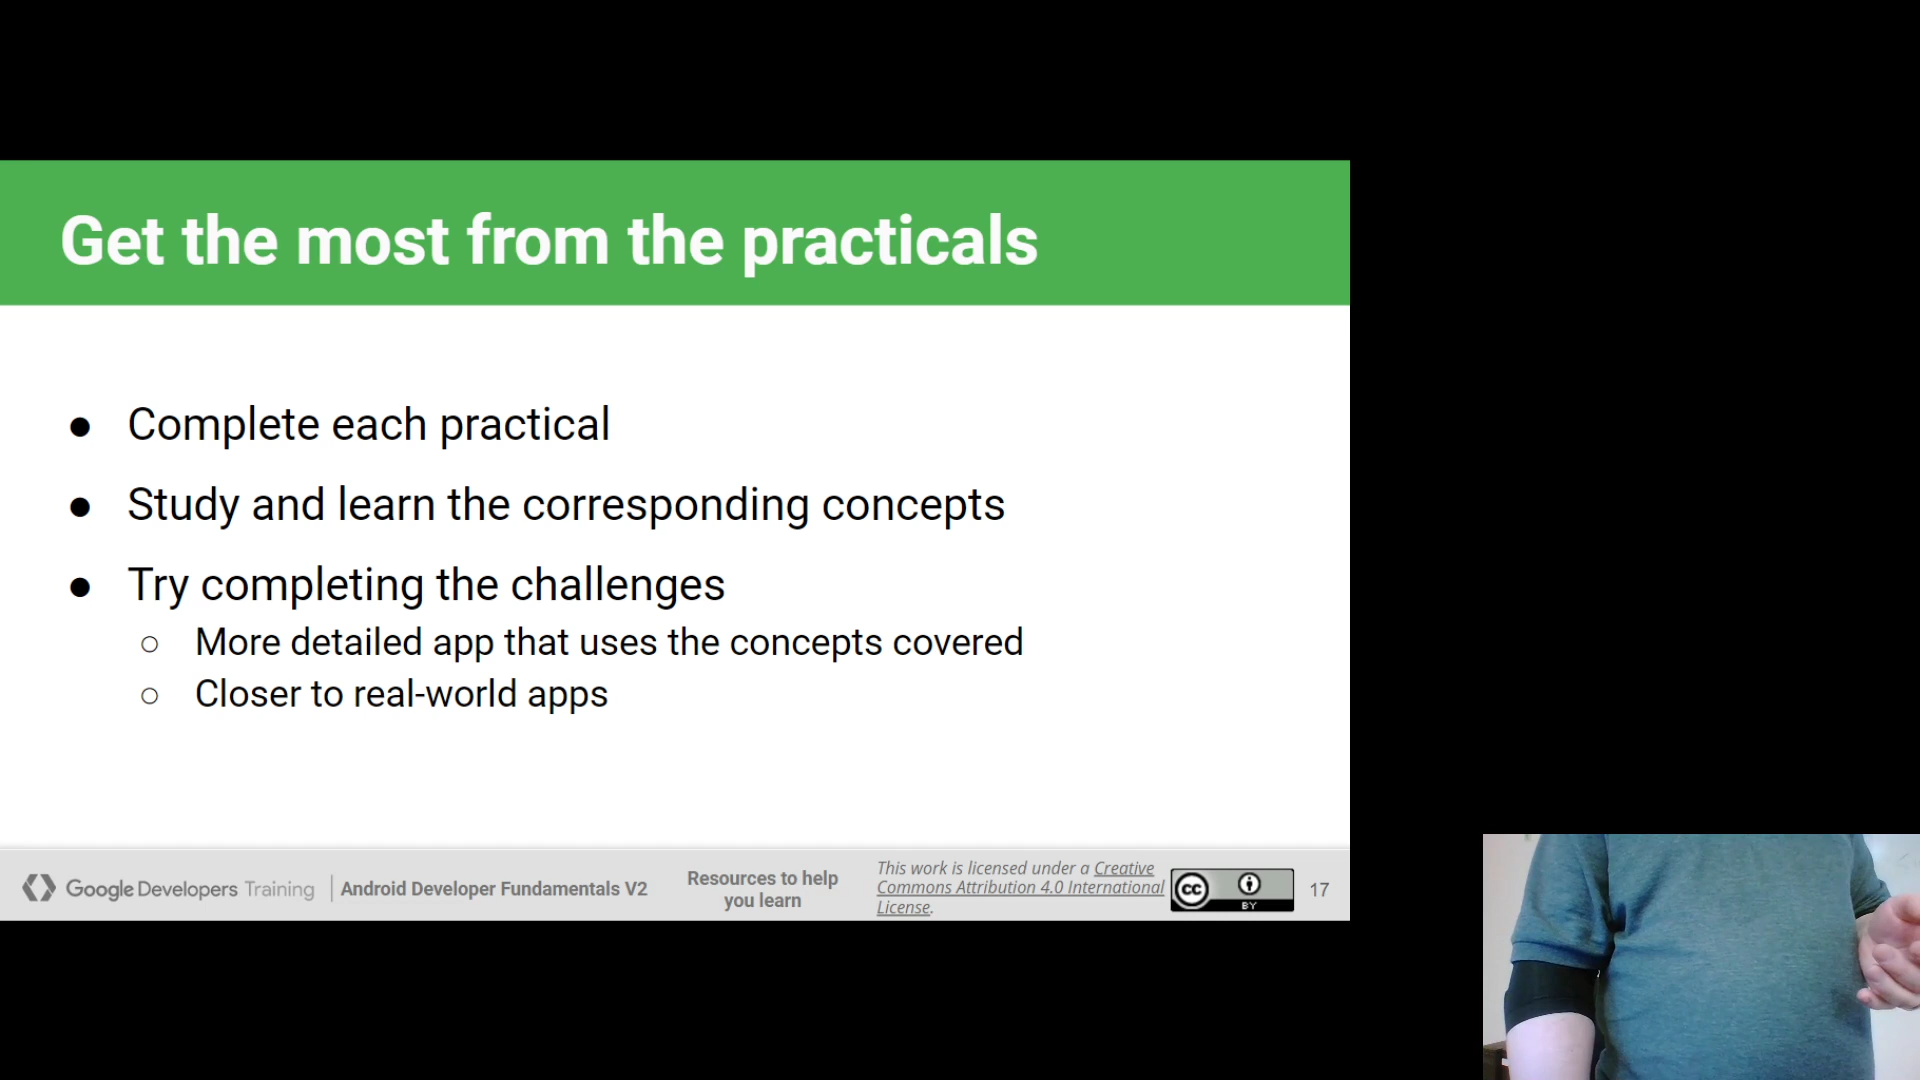 Get the most from the practicals
● Complete each practical
● Study and learn the corresponding concepts
● Try completing the challenges
○ More detailed app that uses the concepts covered
○ Closer to real-world apps
Google Developers Training | Android Developer Fundamentals V2
Resources to help
you learn
This work is licensed under a Creative
Commons Attribution 4.0 International
License.
cc
BY
17